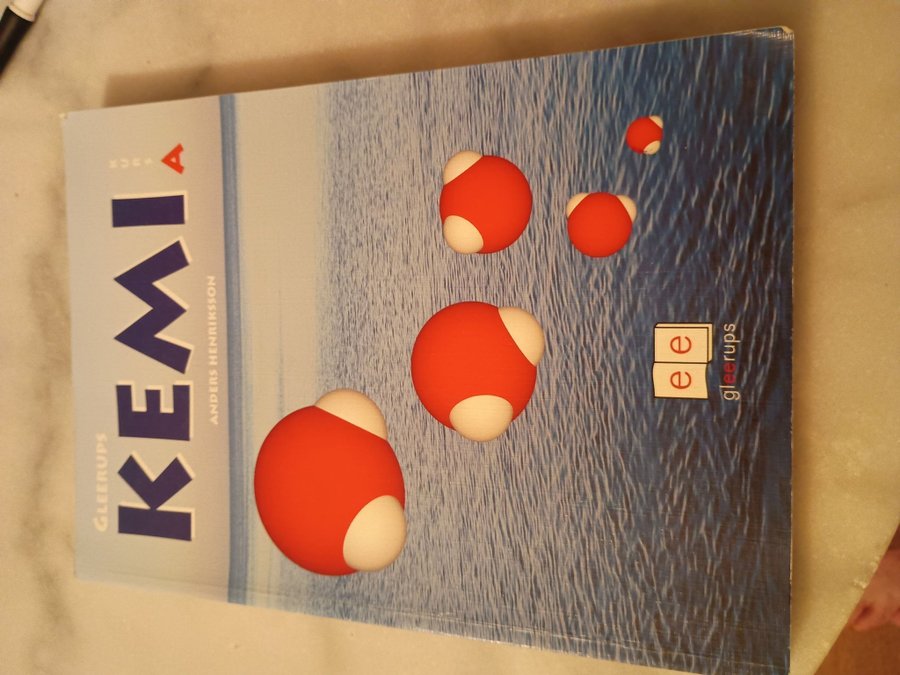 GLEERUPS
KEMI
KURS
A
ANDERS HENRIKSSON
e e
gleerups